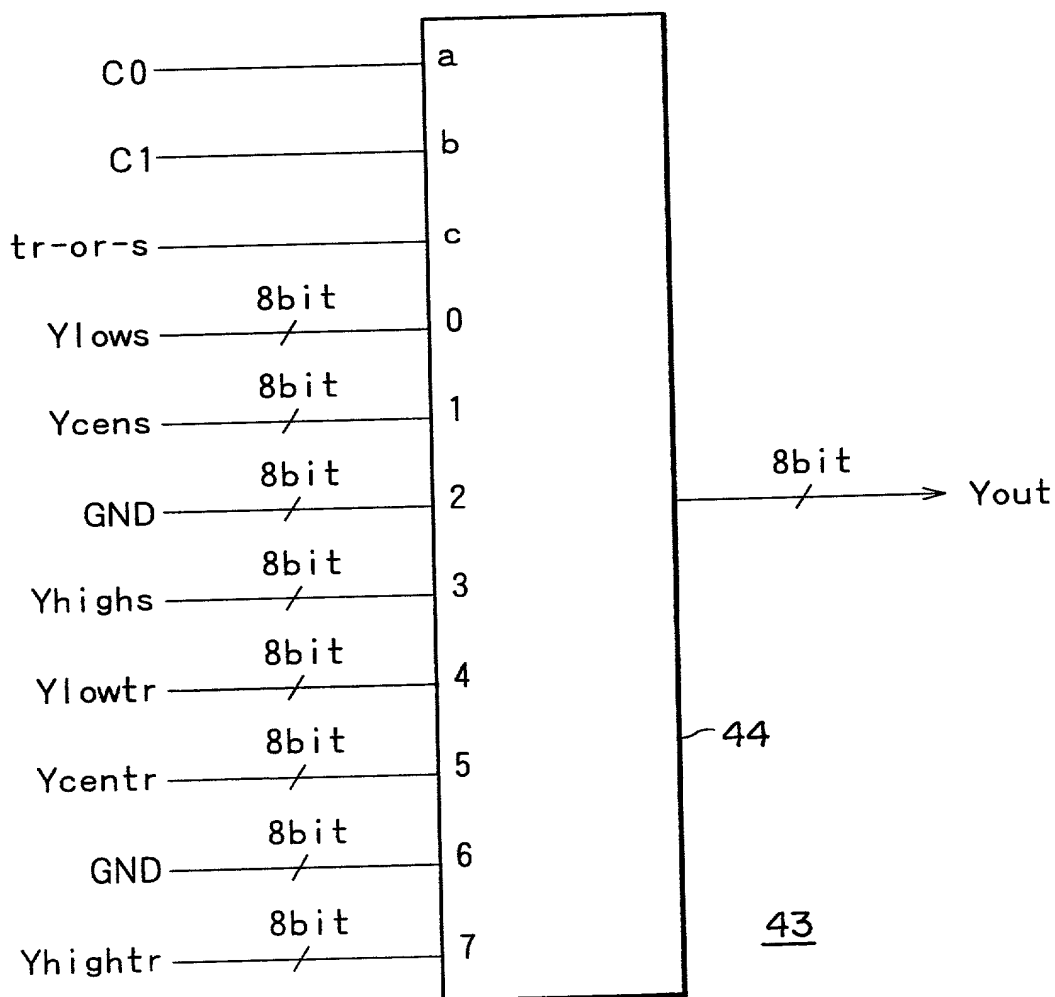 C0 a
C1 b
tr-or-s c
Ylows 8bit 0
Ycens 8bit 1
GND 8bit 2
8bit Yout
Yhighs 8bit 3
Ylowtr 8bit 4
44
Ycentr 8bit 5
GND 8bit 6
43
Yhightr 8bit 7